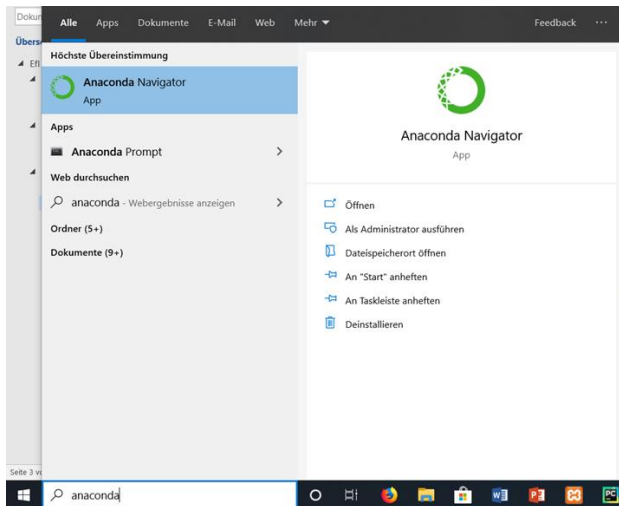 Alle Apps Dokumente E-Mail Web Mehr Feedback ...
Höchste Übereinstimmung
Anaconda Navigator
App
Apps
Anaconda Prompt
Web durchsuchen
anaconda - Webergebnisse anzeigen
Ordner (5+)
Dokumente (9+)
Anaconda Navigator
App
Öffnen
Als Administrator ausführen
Dateispeicherort öffnen
An "Start" anheften
An Taskleiste anheften
Deinstallieren
Seite 3
anaconda